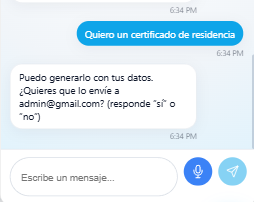 6:34 PM
Quiero un certificado de residencia
6:34 PM
Puedo generarlo con tus datos.
¿Quieres que lo envíe a
admin@gmail.com? (responde “sí” o
“no”)
6:34 PM
Escribe un mensaje...